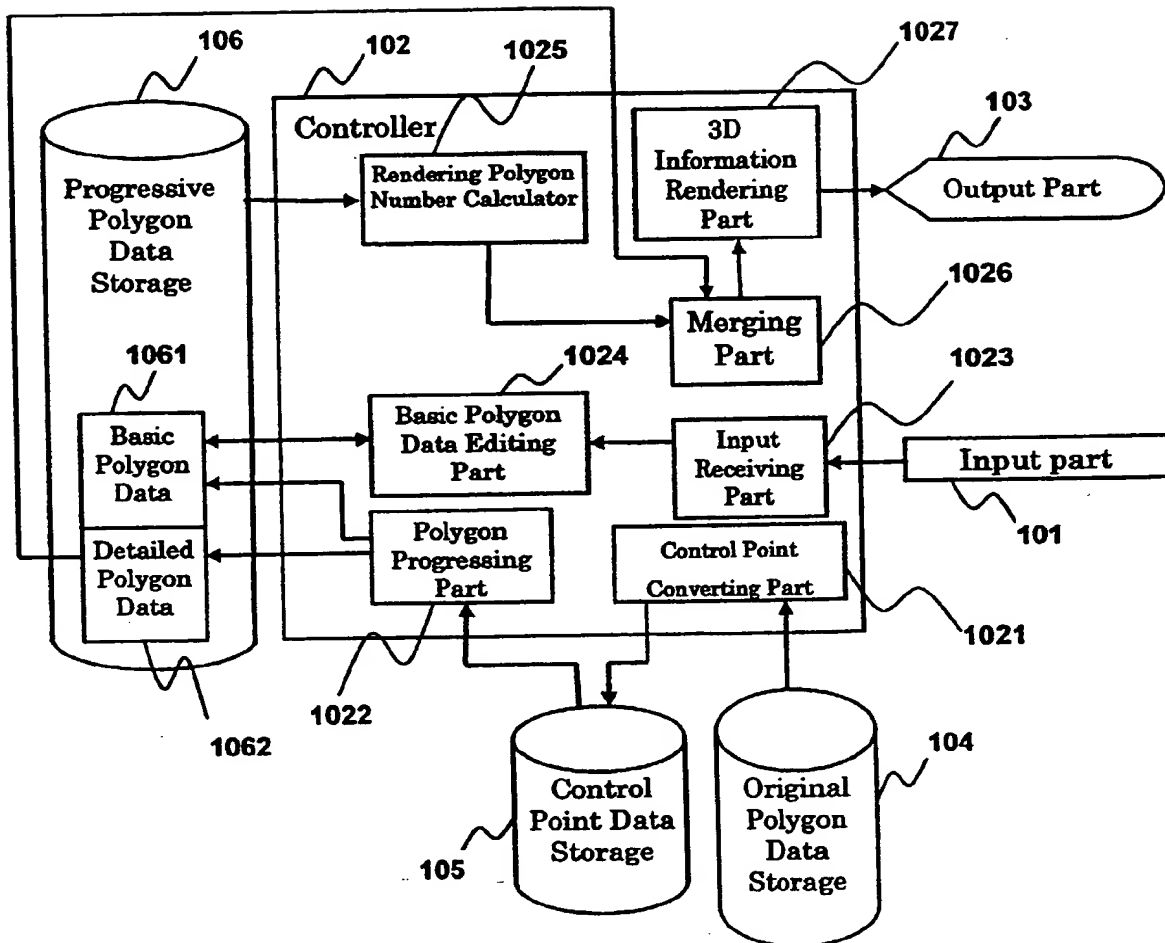 106
102
1025
1027
103
Controller
3D
Information
Rendering
Part
Progressive
Polygon
Data
Storage
Rendering Polygon
Number Calculator
Output Part
1026
Merging
Part
1061
1024
1023
Basic
Polygon
Data
Basic Polygon
Data Editing
Part
Input
Receiving
Part
Input part
101
Detailed
Polygon
Data
Polygon
Progressing
Part
Control Point
Converting Part
1021
1062
1022
104
Control
Point Data
Storage
105
Original
Polygon
Data
Storage